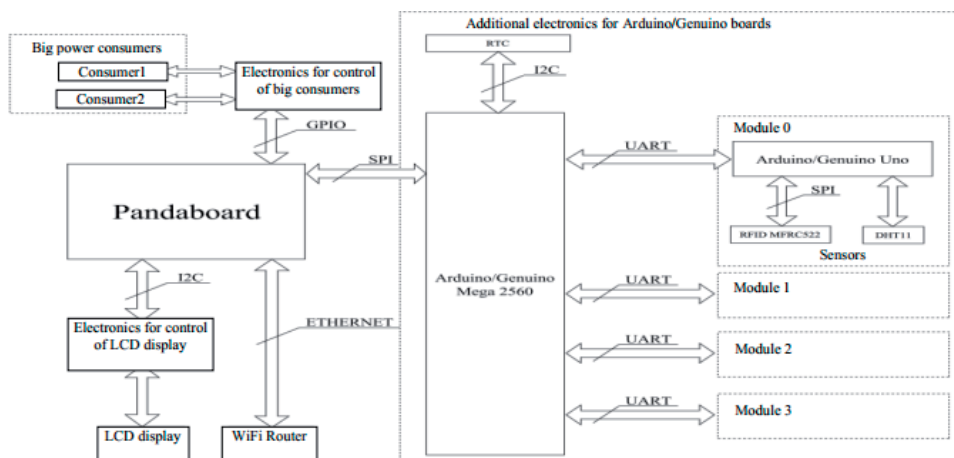 Additional electronics for Arduino/Genuino boards
RTC
I2C
Big power consumers
Consumer1
Consumer2
Electronics for control
of big consumers
GPIO
SPI
Pandaboard
I2C
Electronics for control
of LCD display
ETHERNET
LCD display
WiFi Router
Arduino/Genuino
Mega 2560
UART
Module 0
Arduino/Genuino Uno
SPI
RFID MFRC522
DHT11
Sensors
UART
Module 1
UART
Module 2
UART
Module 3